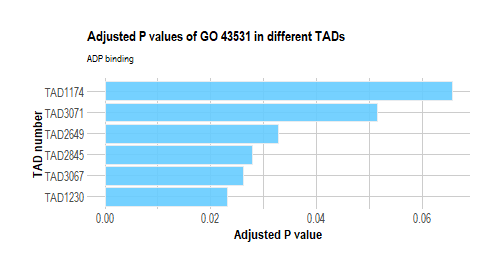 Adjusted P values of GO 43531 in different TADs
ADP binding
TAD number
TAD1174
TAD3071
TAD2649
TAD2845
TAD3067
TAD1230
0.00 0.02 0.04 0.06
Adjusted P value